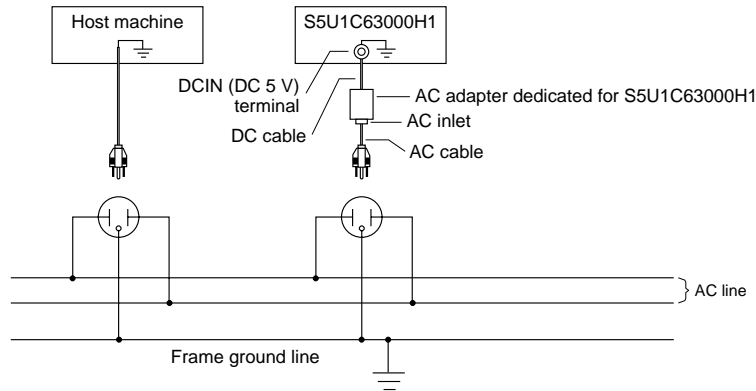 Host machine
S5U1C63000H1
DCIN (DC 5 V)
terminal
DC cable
AC adapter dedicated for S5U1C63000H1
AC inlet
AC cable
AC line
Frame ground line